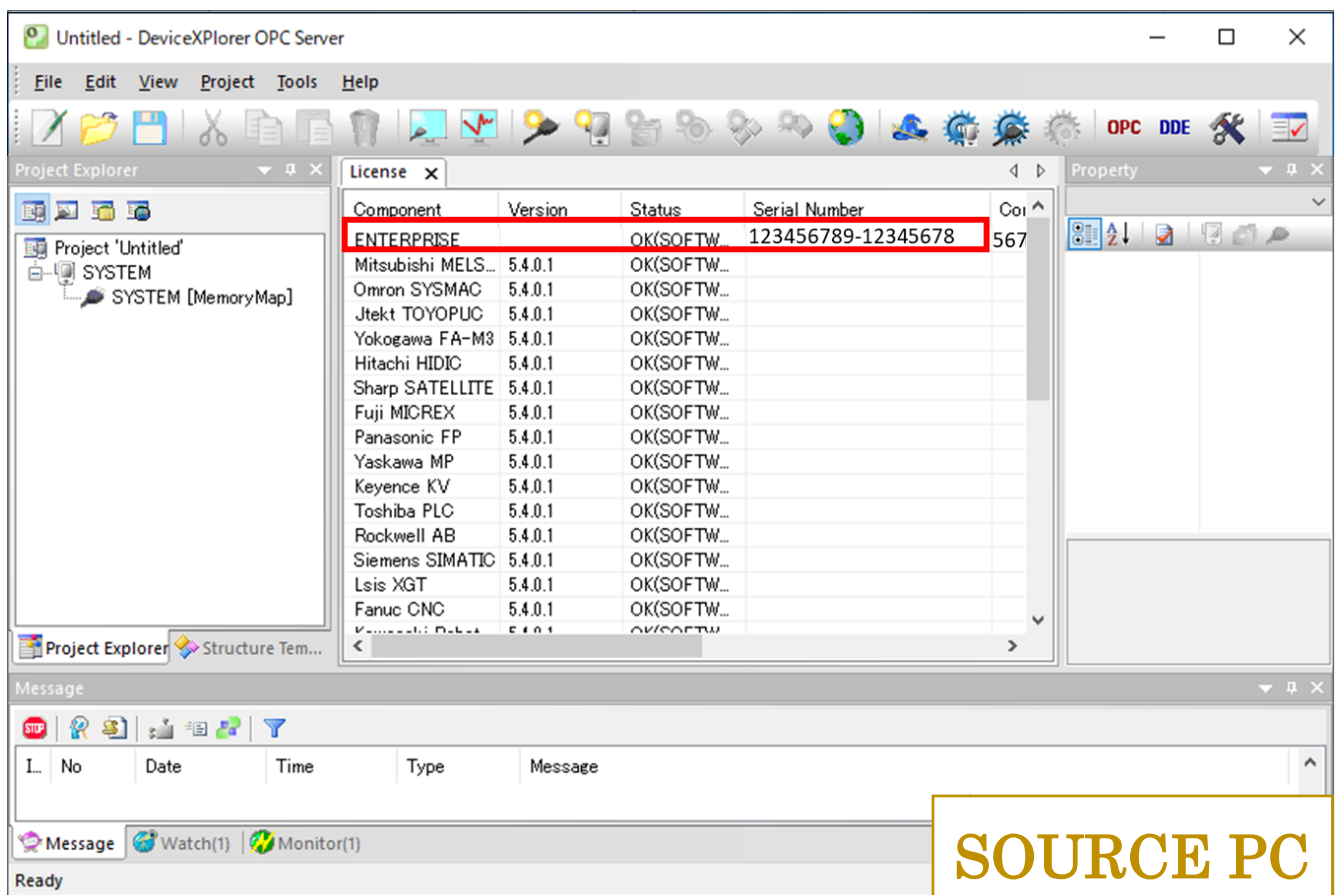 Untitled - DeviceXPlorer OPC Server
File Edit View Project Tools Help
OPC DDE
Project Explorer
Project 'Untitled'
SYSTEM
SYSTEM [MemoryMap]
Project Explorer Structure Tem...
License
Component Version Status Serial Number
ENTERPRISE OK(SOFTW... 123456789-12345678 567
Mitsubishi MELS... 5.4.0.1 OK(SOFTW...
Omron SYSMAC 5.4.0.1 OK(SOFTW...
Jtekt TOYOPUC 5.4.0.1 OK(SOFTW...
Yokogawa FA-M3 5.4.0.1 OK(SOFTW...
Hitachi HIDIC 5.4.0.1 OK(SOFTW...
Sharp SATELLITE 5.4.0.1 OK(SOFTW...
Fuji MICREX 5.4.0.1 OK(SOFTW...
Panasonic FP 5.4.0.1 OK(SOFTW...
Yaskawa MP 5.4.0.1 OK(SOFTW...
Keyence KV 5.4.0.1 OK(SOFTW...
Toshiba PLC 5.4.0.1 OK(SOFTW...
Rockwell AB 5.4.0.1 OK(SOFTW...
Siemens SIMATIC 5.4.0.1 OK(SOFTW...
Lsis XGT 5.4.0.1 OK(SOFTW...
Fanuc CNC 5.4.0.1 OK(SOFTW...
Property
Message
STOP
I... No Date Time Type Message
Message Watch(1) Monitor(1)
Ready
SOURCE PC